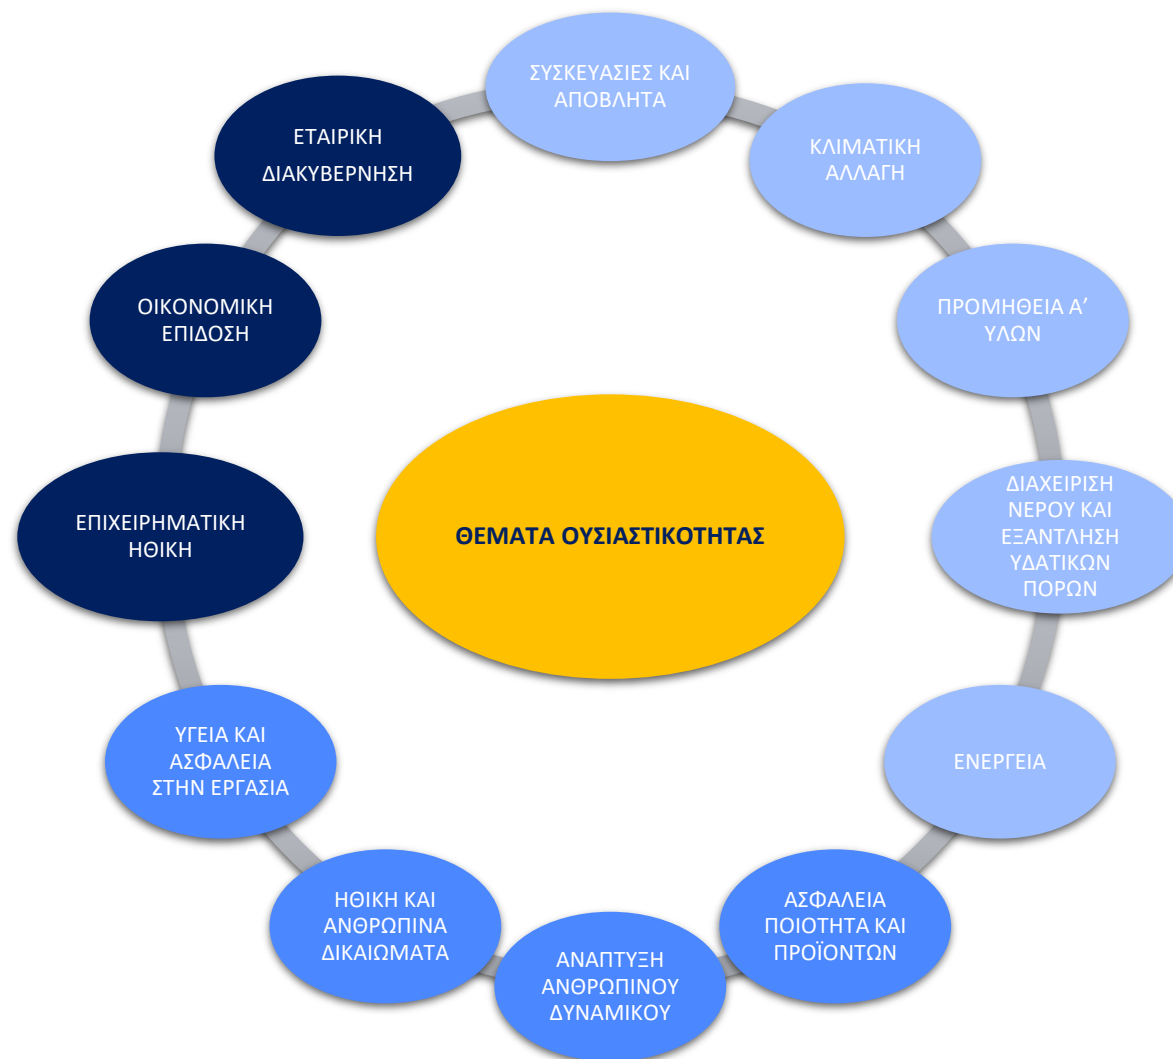 ΣΥΣΚΕΥΑΣΙΕΣ ΚΑΙ
ΑΠΟΒΛΗΤΑ
ΚΛΙΜΑΤΙΚΗ
ΑΛΛΑΓΗ
ΠΡΟΜΗΘΕΙΑ Α’
ΥΛΩΝ
ΔΙΑΧΕΙΡΙΣΗ
ΝΕΡΟΥ ΚΑΙ
ΕΞΑΝΤΛΗΣΗ
ΥΔΑΤΙΚΩΝ
ΠΟΡΩΝ
ΕΝΕΡΓΕΙΑ
ΑΣΦΑΛΕΙΑ
ΠΟΙΟΤΗΤΑ ΚΑΙ
ΠΡΟΪΟΝΤΩΝ
ΑΝΑΠΤΥΞΗ
ΑΝΘΡΩΠΙΝΟΥ
ΔΥΝΑΜΙΚΟΥ
ΗΘΙΚΗ ΚΑΙ
ΑΝΘΡΩΠΙΝΑ
ΔΙΚΑΙΩΜΑΤΑ
ΥΓΕΙΑ ΚΑΙ
ΑΣΦΑΛΕΙΑ
ΣΤΗΝ ΕΡΓΑΣΙΑ
ΕΠΙΧΕΙΡΗΜΑΤΙΚΗ
ΗΘΙΚΗ
ΟΙΚΟΝΟΜΙΚΗ
ΕΠΙΔΟΣΗ
ΕΤΑΙΡΙΚΗ
ΔΙΑΚΥΒΕΡΝΗΣΗ
ΘΕΜΑΤΑ ΟΥΣΙΑΣΤΙΚΟΤΗΤΑΣ